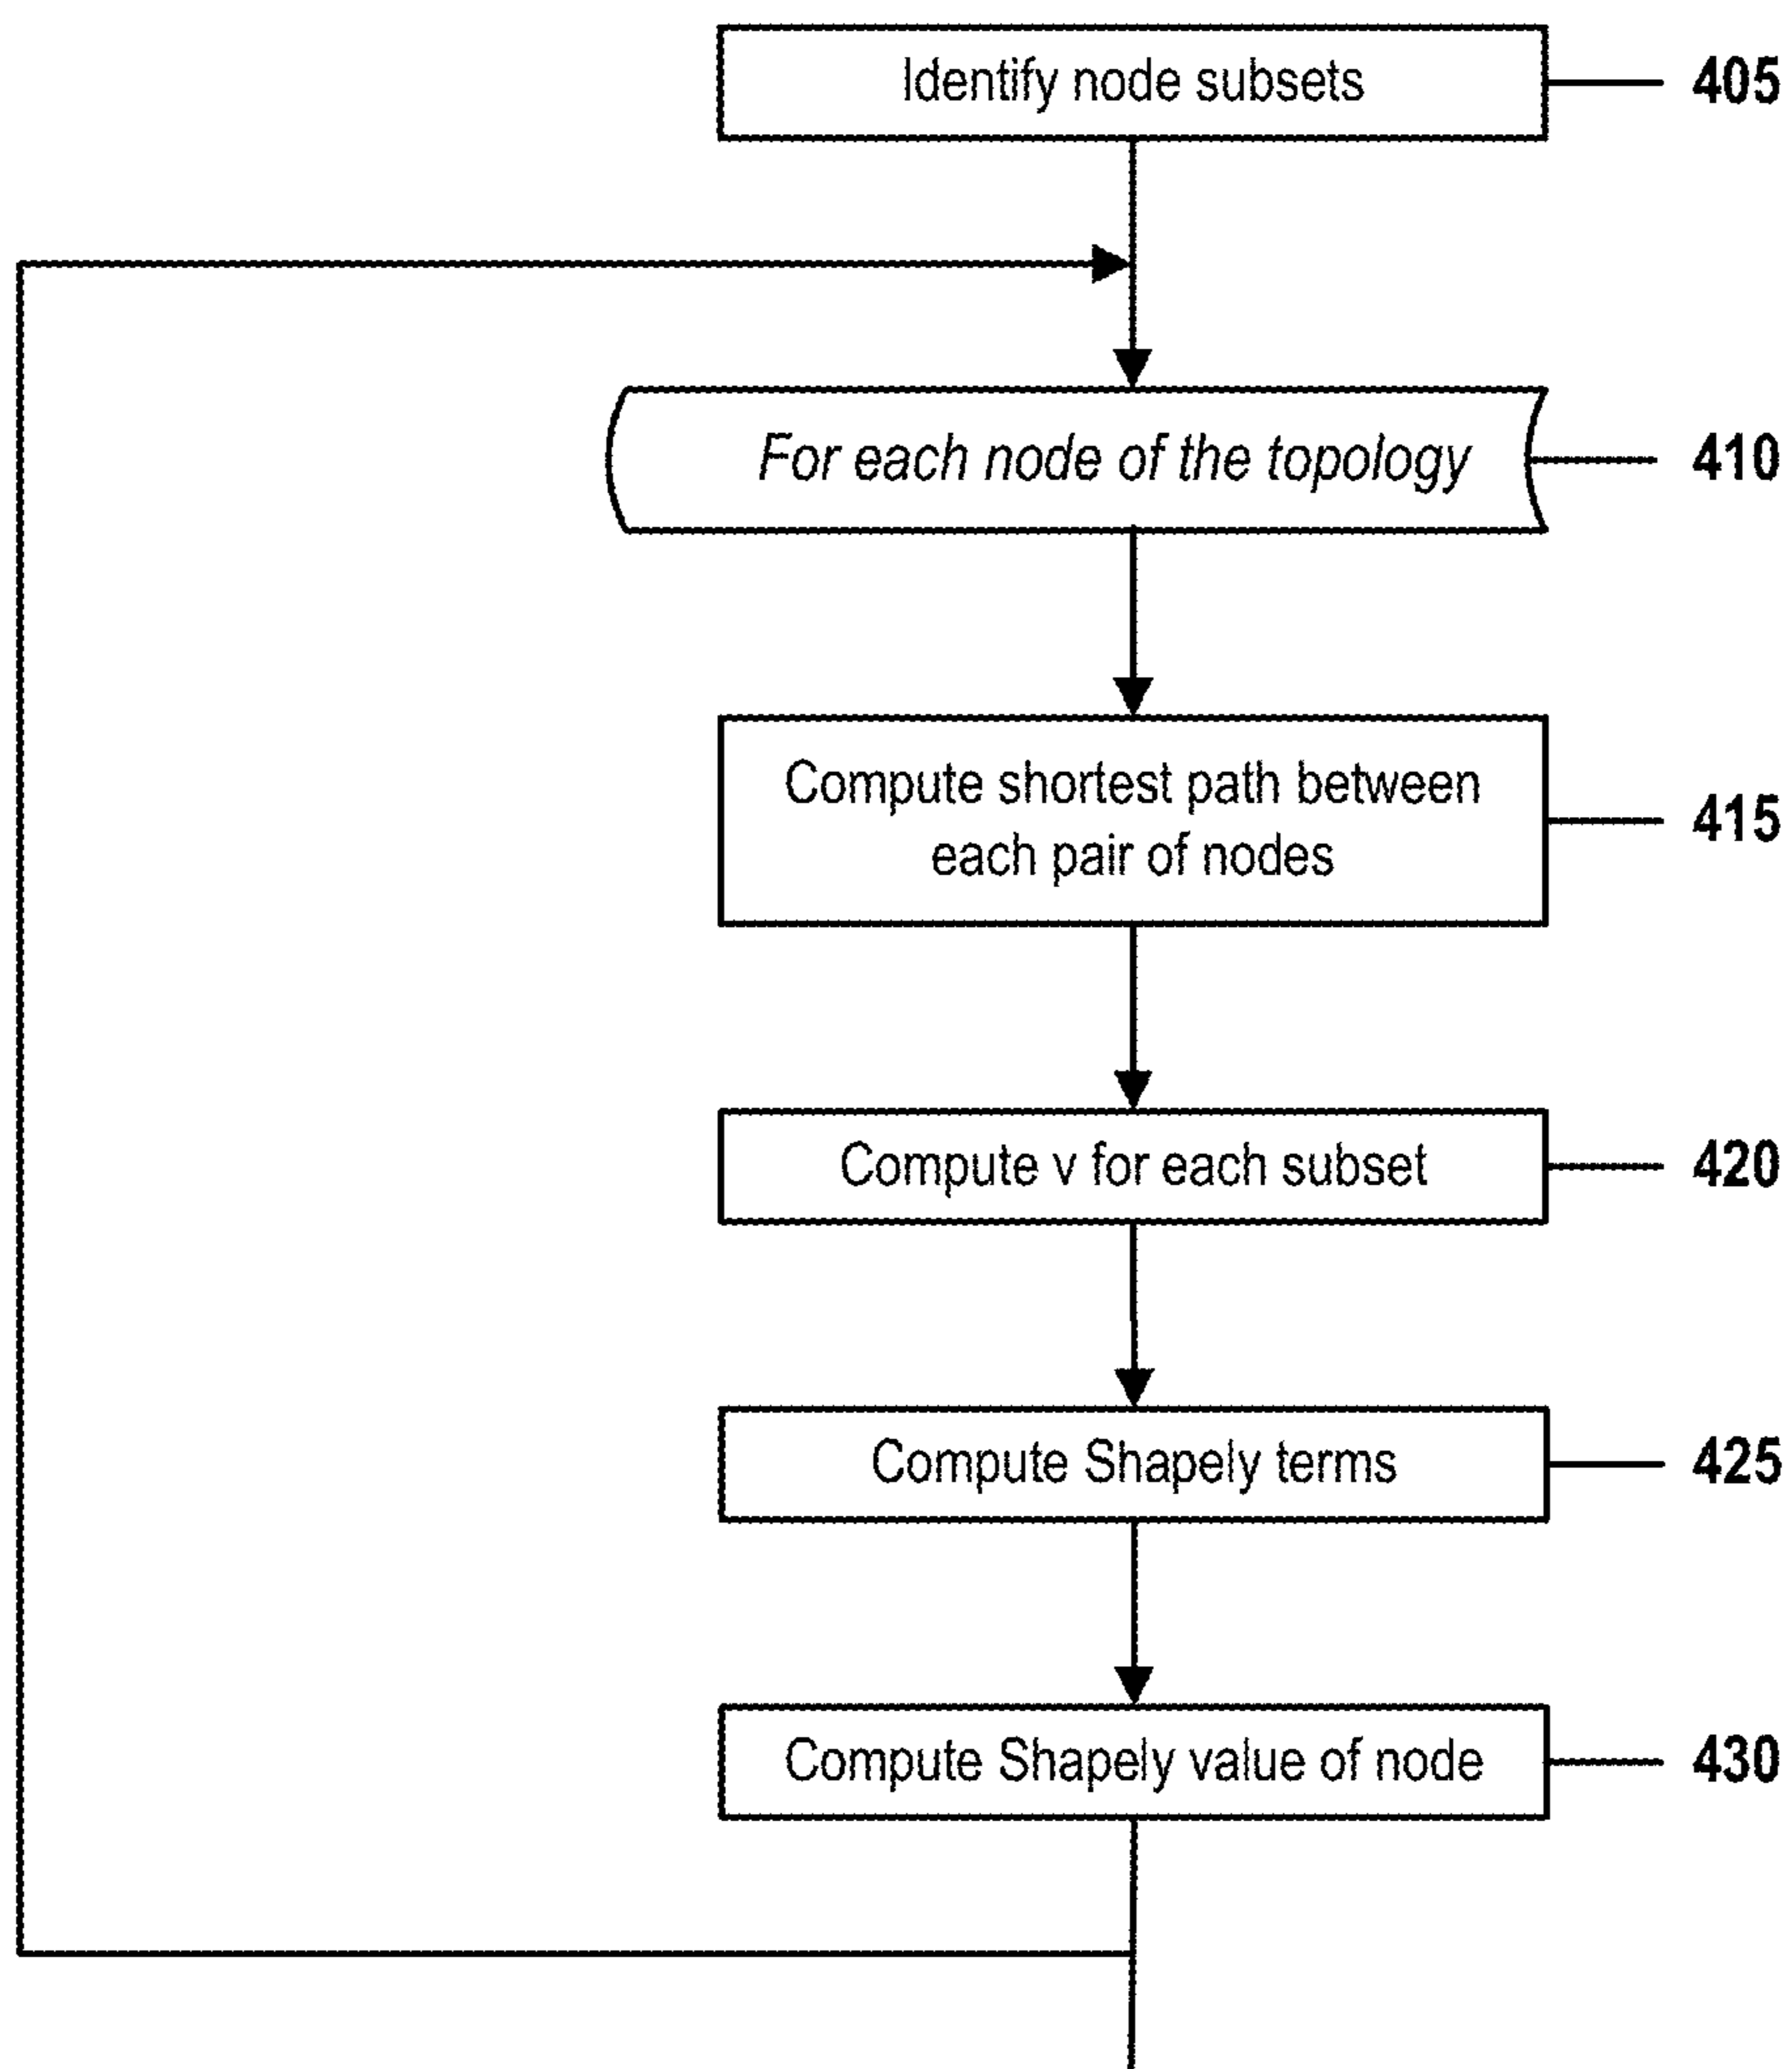 Identify node subsets
405
For each node of the topology
410
Compute shortest path between
each pair of nodes
415
Compute v for each subset
420
Compute Shapely terms
425
Compute Shapely value of node
430